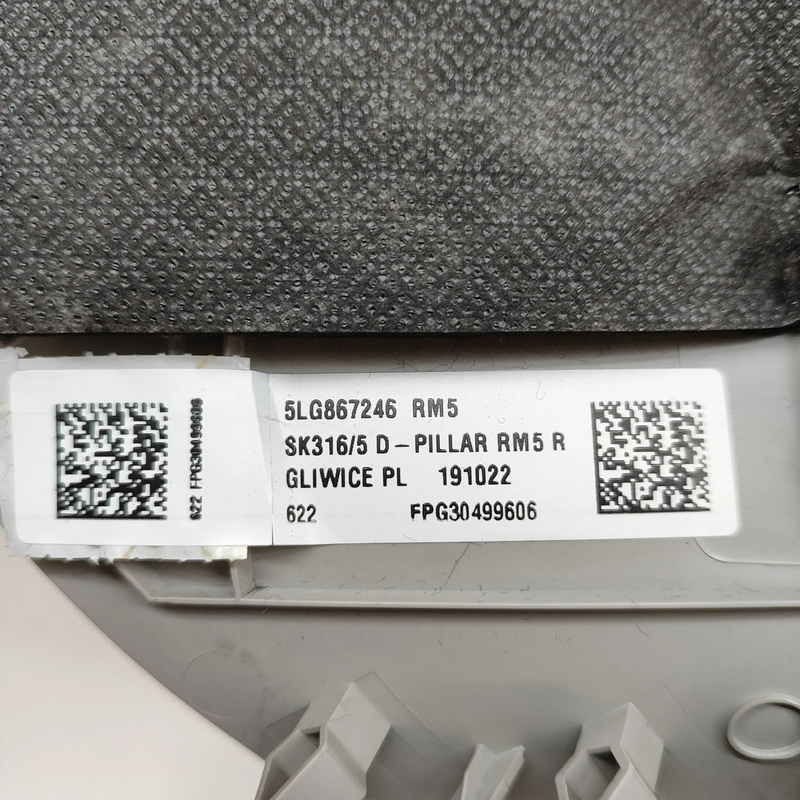 622 FPG30499606
5LG867246 RM5
SK316/5 D-PILLAR RM5 R
GLIWICE PL 191022
622 FPG30499606